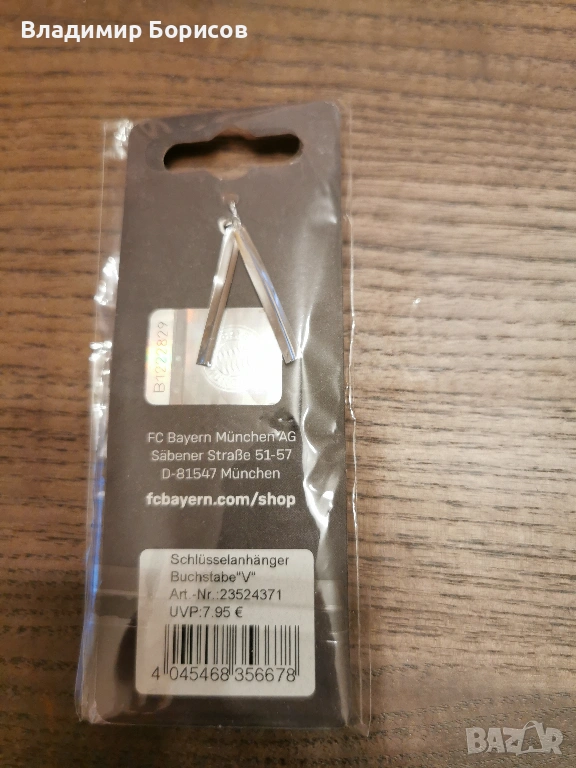 Владимир Борисов
B1222829
FC Bayern München AG
Säbener Straße 51-57
D-81547 München
fcbayern.com/shop
Schlüsselanhänger
Buchstabe"V"
Art.-Nr.:23524371
UVP:7.95 €
4 045468 356678
BAZAR